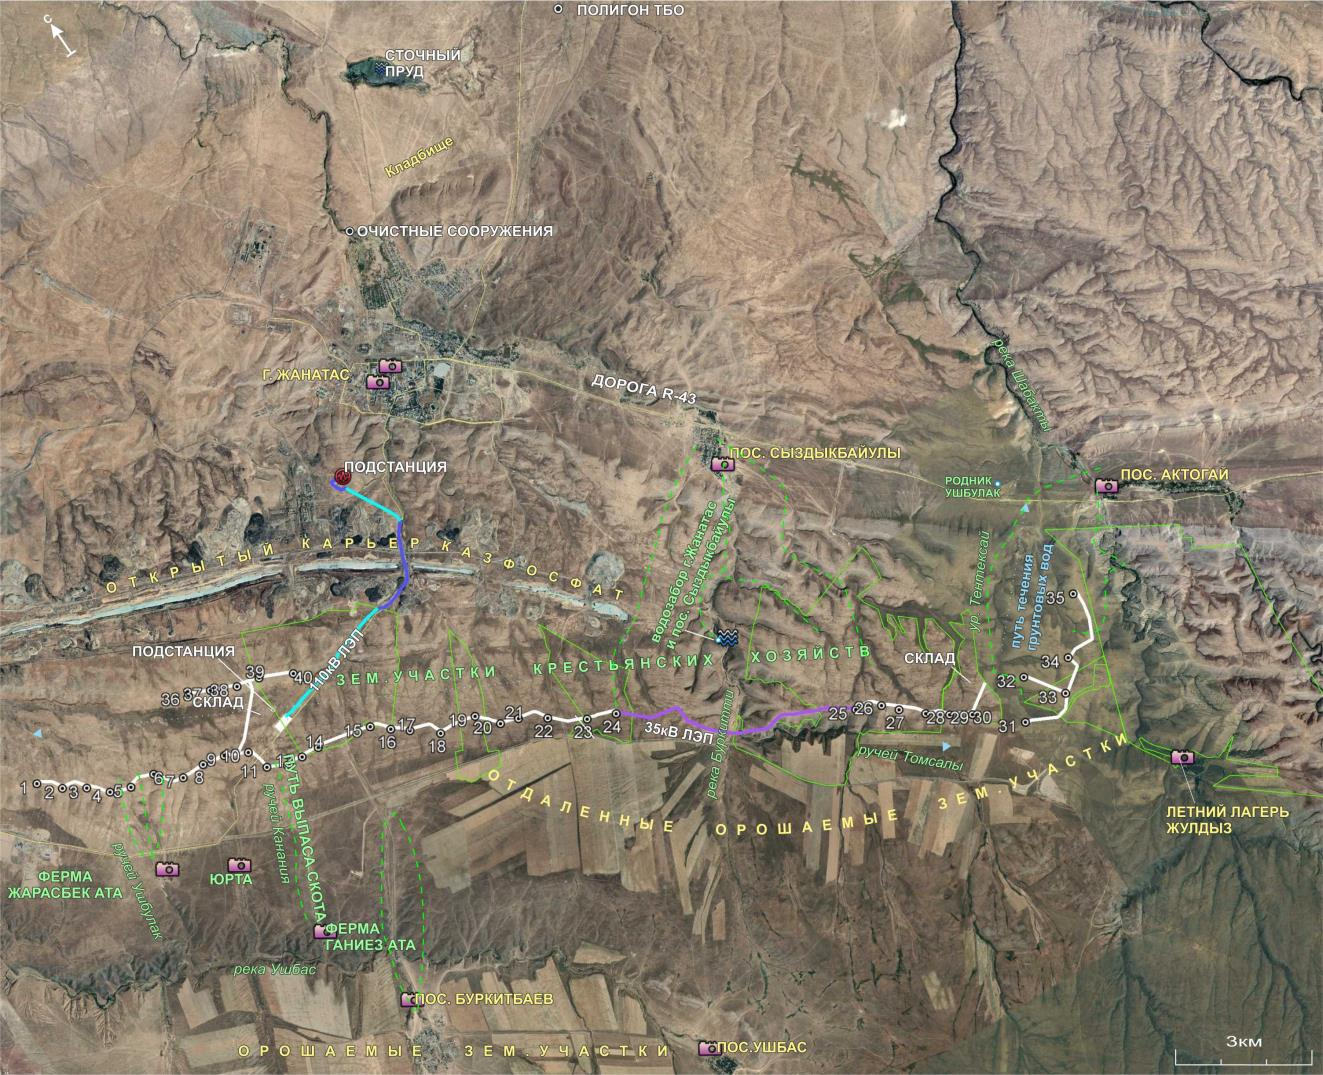 С
ПОЛИГОН ТБО
СТОЧНЫЙ
ПРУД
Кладбище
ОЧИСТНЫЕ СООРУЖЕНИЯ
река Шабакты
Г. ЖАНАТАС
ДОРОГА R-43
ПОДСТАНЦИЯ
ПОС. СЫЗДЫКБАЙУЛЫ
РОДНИК
УШБУЛАК
ПОС. АКТОГАЙ
ОТКРЫТЫЙ КАРЬЕР КАЗФОСФАТ
водозабор г.Жанатас
и пос. Сыздыкбайулы
ур Тентексай
путь течения
грунтовых вод
35
ПОДСТАНЦИЯ
110кВ ЛЭП
ЗЕМ.УЧАСТКИ КРЕСТЬЯНСКИХ ХОЗЯЙСТВ
СКЛАД
34
36 37 38 39 40
СКЛАД
32
33
31
1 2 3 4 5 6 7 8 9 10 11 13 14 15 16 17 18 19 20 21 22 23 24
35кВ ЛЭП
25 26 27 28 29 30
река Буркитти
ручей Томсалы
ОТДАЛЕННЫЕ ОРОШАЕМЫЕ ЗЕМ.УЧАСТКИ
ЛЕТНИЙ ЛАГЕРЬ
ЖУЛДЫЗ
ПУТЬ ВЫПАСА СКОТА
ручей Канания
ручей Ушбулак
ФЕРМА
ЖАРАСБЕК АТА
ЮРТА
ФЕРМА
ГАНИЕЗ АТА
река Ушбас
ПОС. БУРКИТБАЕВ
ОРОШАЕМЫЕ ЗЕМ.УЧАСТКИ
ПОС.УШБАС
3км